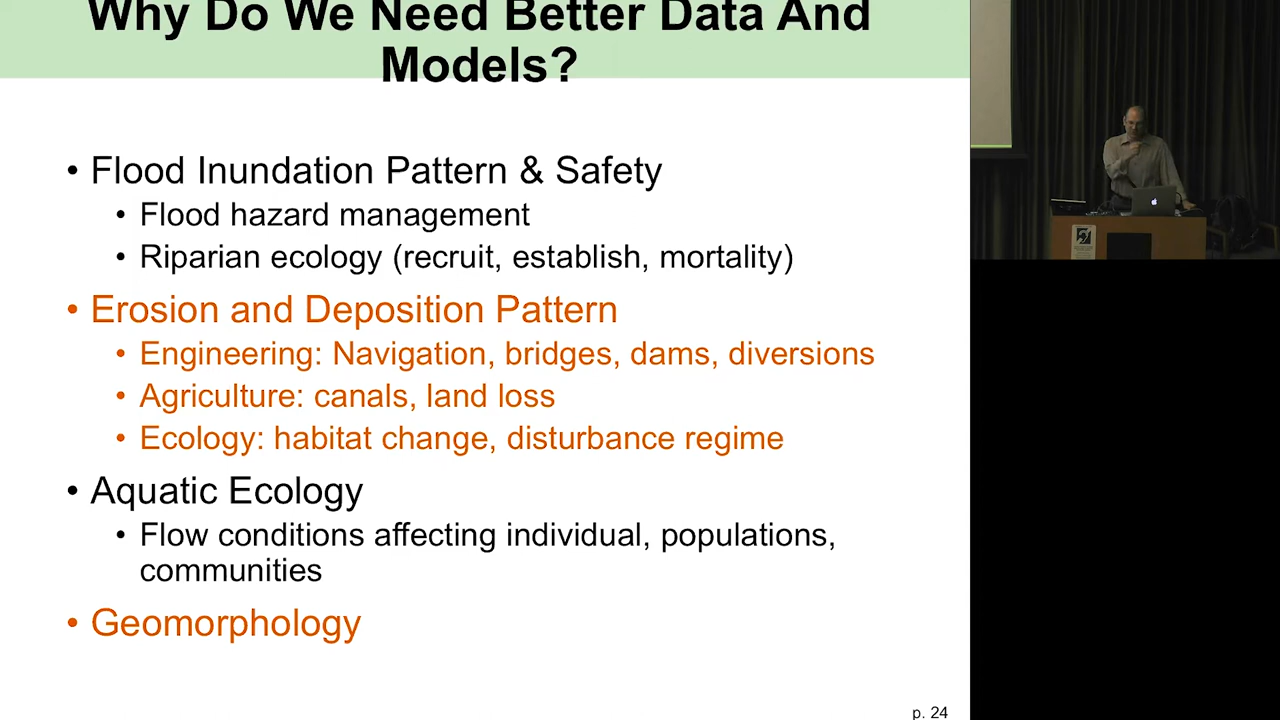 Why Do We Need Better Data And
Models?
• Flood Inundation Pattern & Safety
• Flood hazard management
• Riparian ecology (recruit, establish, mortality)
• Erosion and Deposition Pattern
• Engineering: Navigation, bridges, dams, diversions
• Agriculture: canals, land loss
• Ecology: habitat change, disturbance regime
• Aquatic Ecology
• Flow conditions affecting individual, populations,
communities
• Geomorphology
p. 24